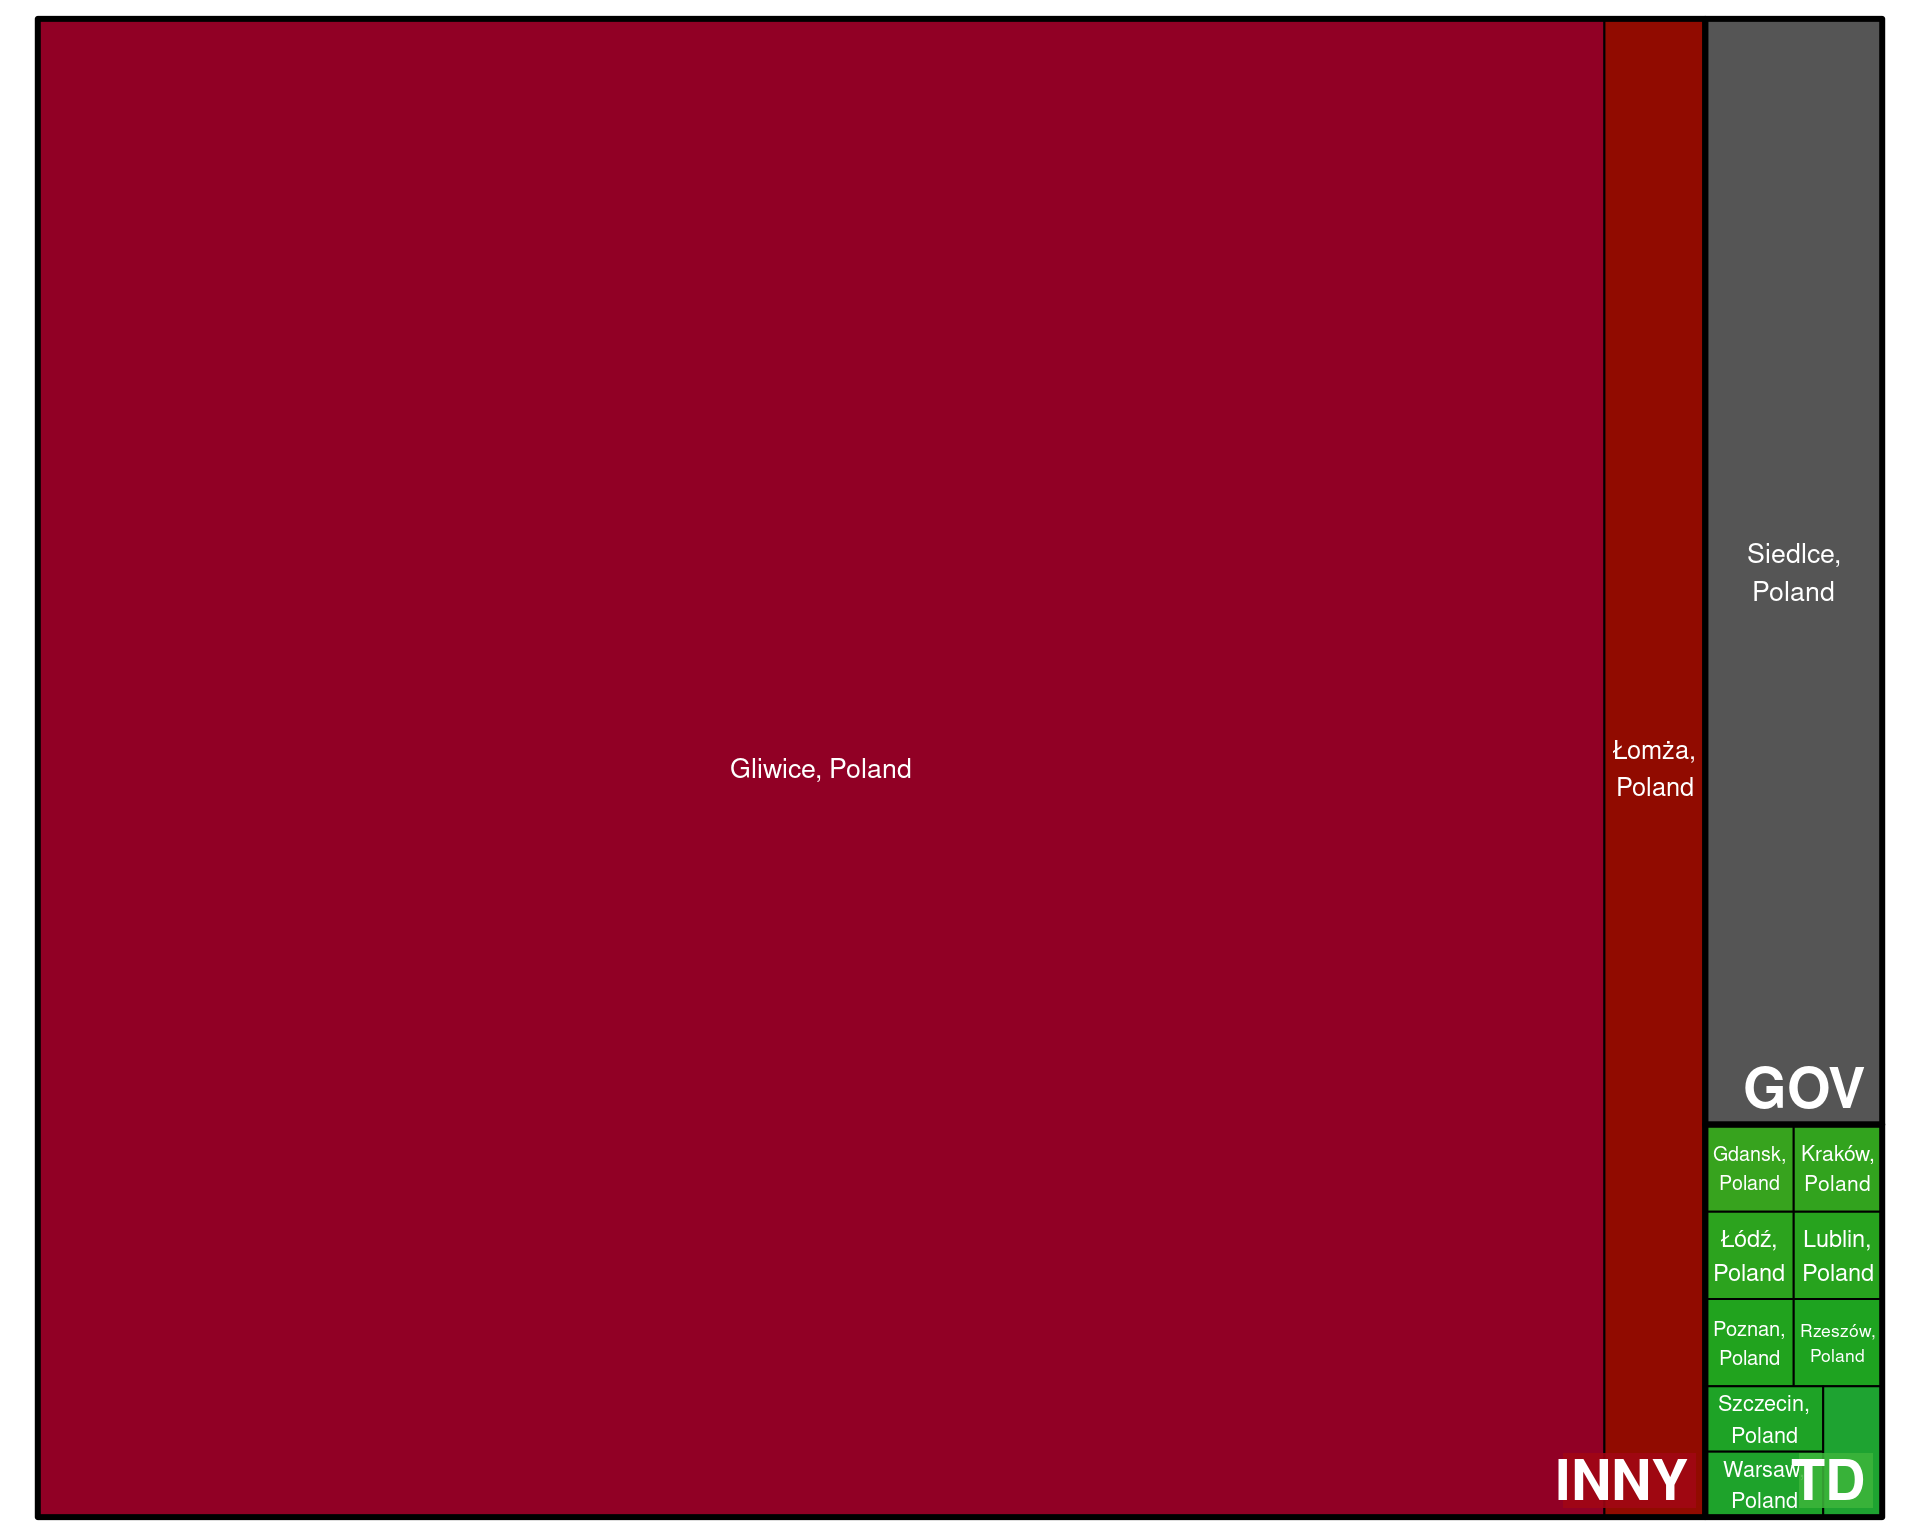 Gliwice, Poland
Łomża,
Poland
INNY
Siedlce,
Poland
GOV
Gdansk,
Poland
Kraków,
Poland
Łódź,
Poland
Lublin,
Poland
Poznan,
Poland
Rzeszów,
Poland
Szczecin,
Poland
Warsaw
Poland
TD